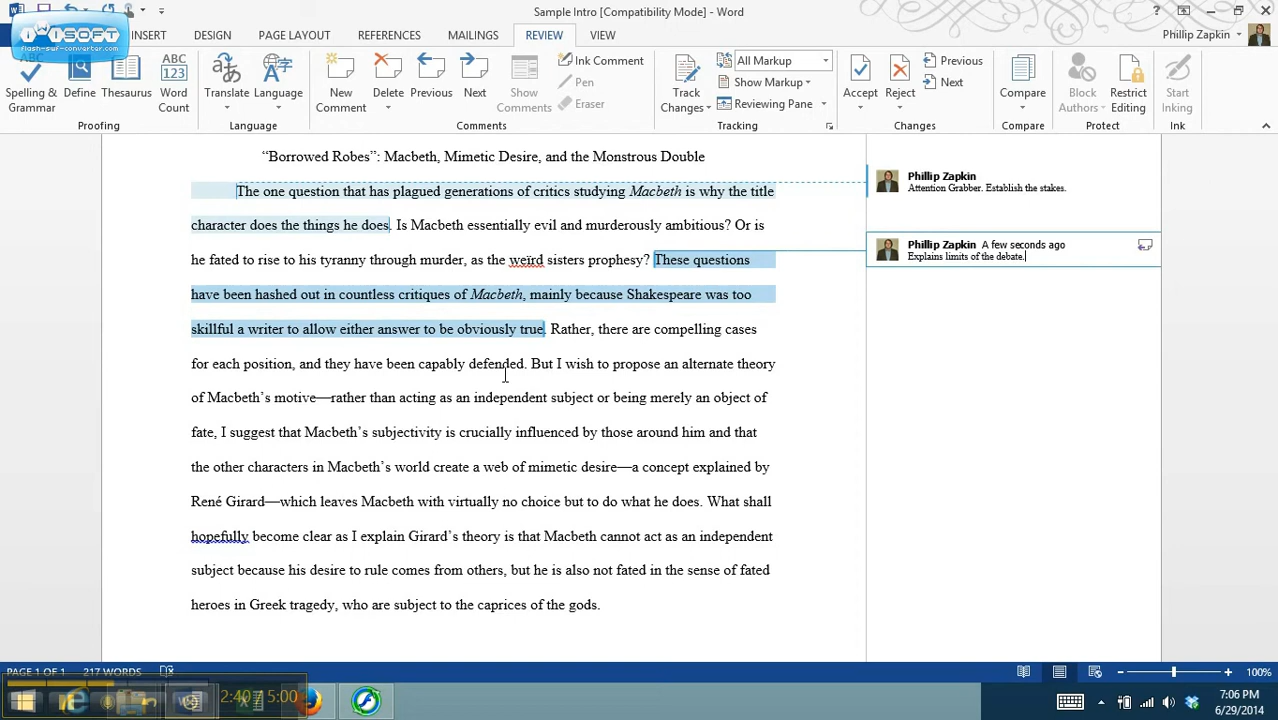 Sample Intro [Compatibility Mode] - Word
INSERT DESIGN PAGE LAYOUT REFERENCES MAILINGS REVIEW VIEW Phillip Zapkin
iWiSOFT
flash-swf-converter.com
Spelling & Grammar
Define
Thesaurus
Word Count
Translate
Language
New Comment
Delete
Previous
Next
Show Comments
Ink Comment
Pen
Eraser
Track Changes
All Markup
Show Markup
Reviewing Pane
Accept
Reject
Previous
Next
Compare
Block Authors
Restrict Editing
Start Inking
Proofing Language Comments Tracking Changes Compare Protect Ink
“Borrowed Robes”: Macbeth, Mimetic Desire, and the Monstrous Double
The one question that has plagued generations of critics studying Macbeth is why the title
character does the things he does. Is Macbeth essentially evil and murderously ambitious? Or is
he fated to rise to his tyranny through murder, as the weïrd sisters prophesy? These questions
have been hashed out in countless critiques of Macbeth, mainly because Shakespeare was too
skillful a writer to allow either answer to be obviously true. Rather, there are compelling cases
for each position, and they have been capably defended. But I wish to propose an alternate theory
of Macbeth’s motive—rather than acting as an independent subject or being merely an object of
fate, I suggest that Macbeth’s subjectivity is crucially influenced by those around him and that
the other characters in Macbeth’s world create a web of mimetic desire—a concept explained by
René Girard—which leaves Macbeth with virtually no choice but to do what he does. What shall
hopefully become clear as I explain Girard’s theory is that Macbeth cannot act as an independent
subject because his desire to rule comes from others, but he is also not fated in the sense of fated
heroes in Greek tragedy, who are subject to the caprices of the gods.
Phillip Zapkin
Attention Grabber. Establish the stakes.
Phillip Zapkin A few seconds ago
Explains limits of the debate.
PAGE 1 OF 1 217 WORDS
100%
2:40 / 5:00
7:06 PM
6/29/2014